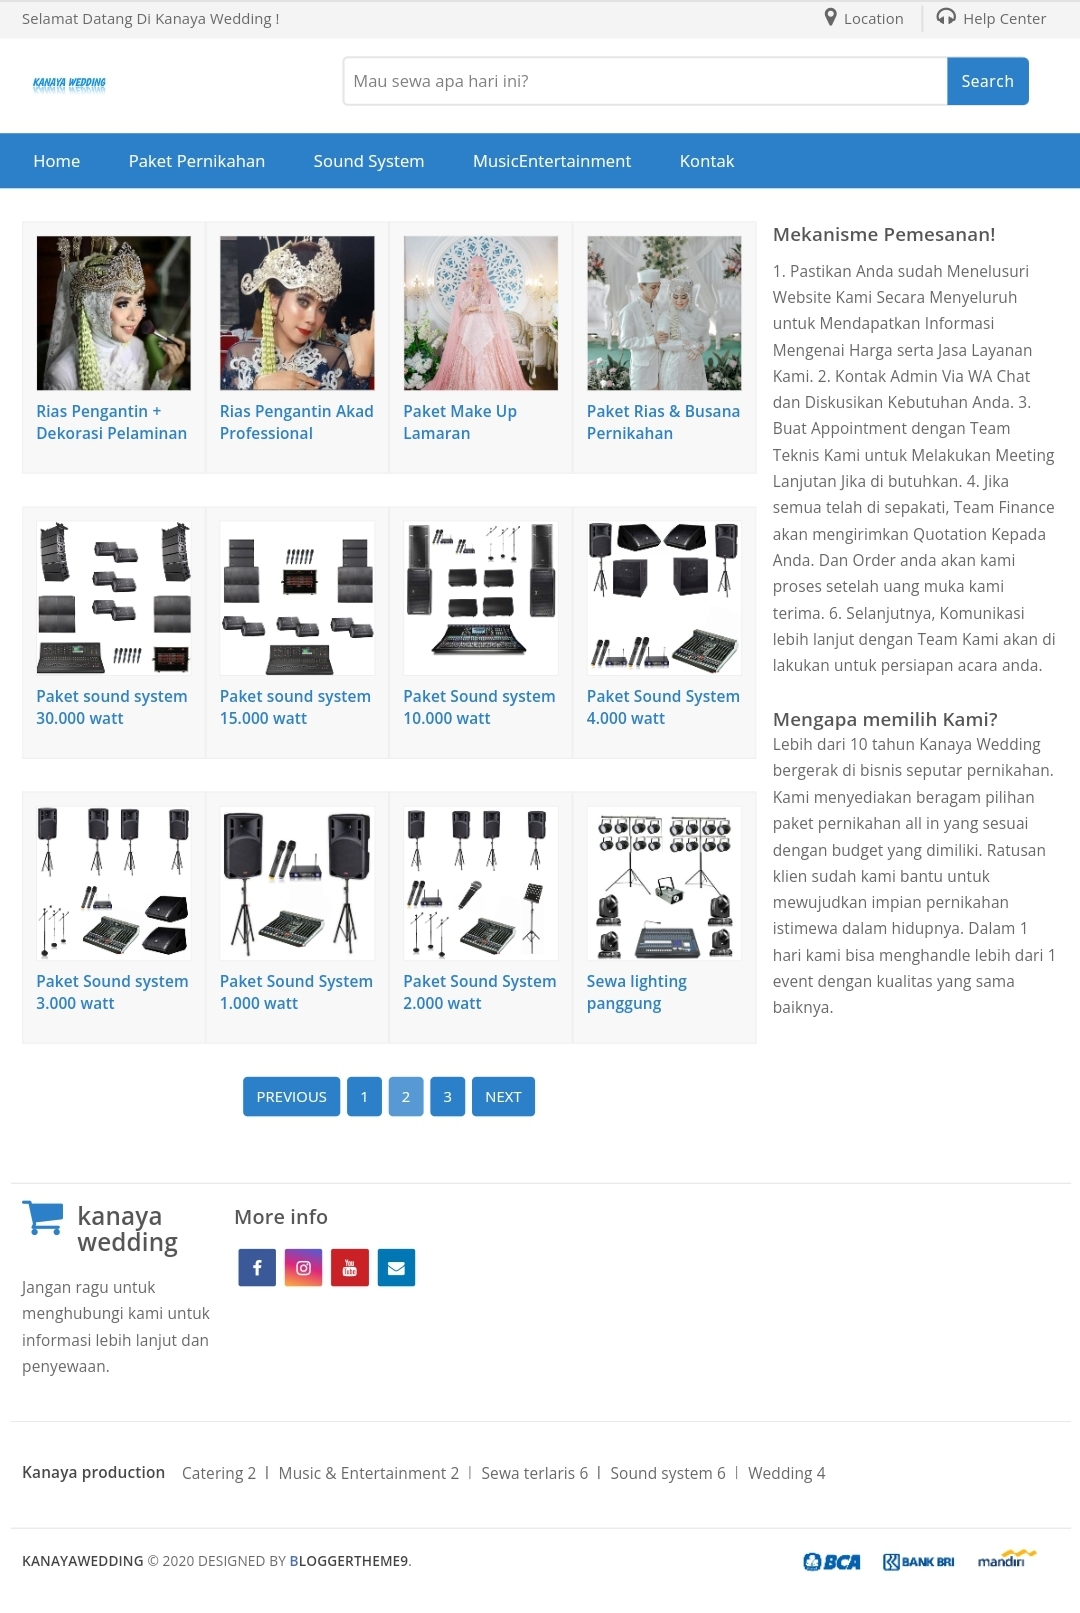 Selamat Datang Di Kanaya Wedding !
Location
Help Center
KANAYA WEDDING
Mau sewa apa hari ini?
Search
Home
Paket Pernikahan
Sound System
MusicEntertainment
Kontak
Rias Pengantin +
Dekorasi Pelaminan
Rias Pengantin Akad
Professional
Paket Make Up
Lamaran
Paket Rias & Busana
Pernikahan
Paket sound system
30.000 watt
Paket sound system
15.000 watt
Paket Sound system
10.000 watt
Paket Sound System
4.000 watt
Paket Sound system
3.000 watt
Paket Sound System
1.000 watt
Paket Sound System
2.000 watt
Sewa lighting
panggung
PREVIOUS
1
2
3
NEXT
Mekanisme Pemesanan!
1. Pastikan Anda sudah Menelusuri
Website Kami Secara Menyeluruh
untuk Mendapatkan Informasi
Mengenai Harga serta Jasa Layanan
Kami. 2. Kontak Admin Via WA Chat
dan Diskusikan Kebutuhan Anda. 3.
Buat Appointment dengan Team
Teknis Kami untuk Melakukan Meeting
Lanjutan Jika di butuhkan. 4. Jika
semua telah di sepakati, Team Finance
akan mengirimkan Quotation Kepada
Anda. Dan Order anda akan kami
proses setelah uang muka kami
terima. 6. Selanjutnya, Komunikasi
lebih lanjut dengan Team Kami akan di
lakukan untuk persiapan acara anda.
Mengapa memilih Kami?
Lebih dari 10 tahun Kanaya Wedding
bergerak di bisnis seputar pernikahan.
Kami menyediakan beragam pilihan
paket pernikahan all in yang sesuai
dengan budget yang dimiliki. Ratusan
klien sudah kami bantu untuk
mewujudkan impian pernikahan
istimewa dalam hidupnya. Dalam 1
hari kami bisa menghandle lebih dari 1
event dengan kualitas yang sama
baiknya.
kanaya
wedding
Jangan ragu untuk
menghubungi kami untuk
informasi lebih lanjut dan
penyewaan.
More info
You
Tube
Kanaya production
Catering 2 | Music & Entertainment 2 | Sewa terlaris 6 | Sound system 6 | Wedding 4
KANAYAWEDDING © 2020 DESIGNED BY BLOGGERTHEME9.
BCA
BANK BRI
mandiri